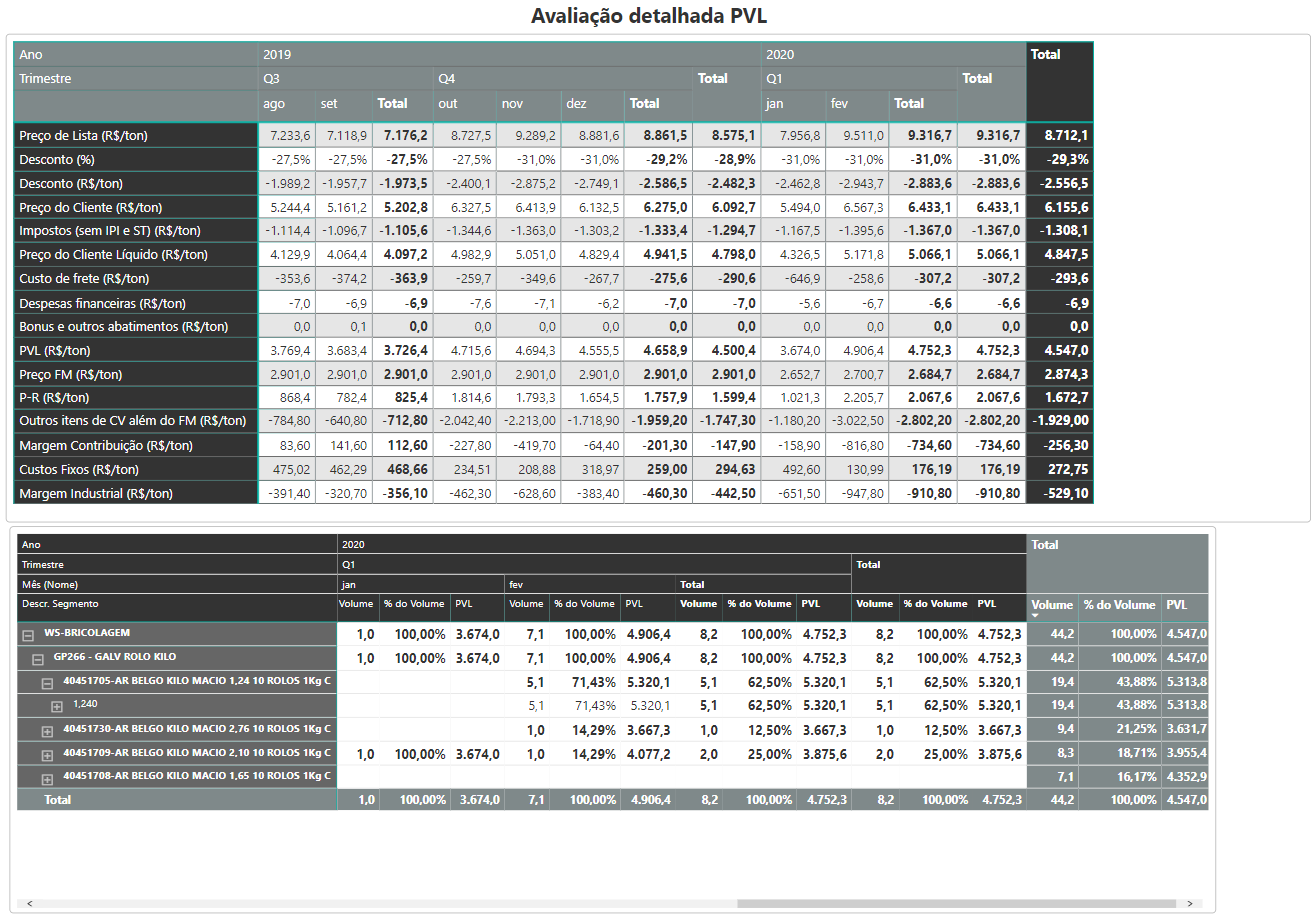 Avaliação detalhada PVL
Ano 2019 2020 Total
Trimestre Q3 Q4 Total Q1 Total
ago set Total out nov dez Total jan fev Total
Preço de Lista (R$/ton) 7.233,6 7.118,9 7.176,2 8.727,5 9.289,2 8.881,6 8.861,5 8.575,1 7.956,8 9.511,0 9.316,7 9.316,7 8.712,1
Desconto (%) -27,5% -27,5% -27,5% -27,5% -31,0% -31,0% -29,2% -28,9% -31,0% -31,0% -31,0% -31,0% -29,3%
Desconto (R$/ton) -1.989,2 -1.957,7 -1.973,5 -2.400,1 -2.875,2 -2.749,1 -2.586,5 -2.482,3 -2.462,8 -2.943,7 -2.883,6 -2.883,6 -2.556,5
Preço do Cliente (R$/ton) 5.244,4 5.161,2 5.202,8 6.327,5 6.413,9 6.132,5 6.275,0 6.092,7 5.494,0 6.567,3 6.433,1 6.433,1 6.155,6
Impostos (sem IPI e ST) (R$/ton) -1.114,4 -1.096,7 -1.105,6 -1.344,6 -1.363,0 -1.303,2 -1.333,4 -1.294,7 -1.167,5 -1.395,6 -1.367,0 -1.367,0 -1.308,1
Preço do Cliente Líquido (R$/ton) 4.129,9 4.064,4 4.097,2 4.982,9 5.051,0 4.829,4 4.941,5 4.798,0 4.326,5 5.171,8 5.066,1 5.066,1 4.847,5
Custo de frete (R$/ton) -353,6 -374,2 -363,9 -259,7 -349,6 -267,7 -275,6 -290,6 -646,9 -258,6 -307,2 -307,2 -293,6
Despesas financeiras (R$/ton) -7,0 -6,9 -6,9 -7,6 -7,1 -6,2 -7,0 -7,0 -5,6 -6,7 -6,6 -6,6 -6,9
Bonus e outros abatimentos (R$/ton) 0,0 0,1 0,0 0,0 0,0 0,0 0,0 0,0 0,0 0,0 0,0 0,0 0,0
PVL (R$/ton) 3.769,4 3.683,4 3.726,4 4.715,6 4.694,3 4.555,5 4.658,9 4.500,4 3.674,0 4.906,4 4.752,3 4.752,3 4.547,0
Preço FM (R$/ton) 2.901,0 2.901,0 2.901,0 2.901,0 2.901,0 2.901,0 2.901,0 2.901,0 2.652,7 2.700,7 2.684,7 2.684,7 2.874,3
P-R (R$/ton) 868,4 782,4 825,4 1.814,6 1.793,3 1.654,5 1.757,9 1.599,4 1.021,3 2.205,7 2.067,6 2.067,6 1.672,7
Outros itens de CV além do FM (R$/ton) -784,80 -640,80 -712,80 -2.042,40 -2.213,00 -1.718,90 -1.959,20 -1.747,30 -1.180,20 -3.022,50 -2.802,20 -2.802,20 -1.929,00
Margem Contribuição (R$/ton) 83,60 141,60 112,60 -227,80 -419,70 -64,40 -201,30 -147,90 -158,90 -816,80 -734,60 -734,60 -256,30
Custos Fixos (R$/ton) 475,02 462,29 468,66 234,51 208,88 318,97 259,00 294,63 492,60 130,99 176,19 176,19 272,75
Margem Industrial (R$/ton) -391,40 -320,70 -356,10 -462,30 -628,60 -383,40 -460,30 -442,50 -651,50 -947,80 -910,80 -910,80 -529,10
Ano 2020 Total
Trimestre Q1 Total
Mês (Nome) jan fev Total
Descr. Segmento Volume % do Volume PVL Volume % do Volume PVL Volume % do Volume PVL Volume % do Volume PVL Volume % do Volume PVL
WS-BRICOLAGEM 1,0 100,00% 3.674,0 7,1 100,00% 4.906,4 8,2 100,00% 4.752,3 8,2 100,00% 4.752,3 44,2 100,00% 4.547,0
GP266 - GALV ROLO KILO 1,0 100,00% 3.674,0 7,1 100,00% 4.906,4 8,2 100,00% 4.752,3 8,2 100,00% 4.752,3 44,2 100,00% 4.547,0
40451705-AR BELGO KILO MACIO 1,24 10 ROLOS 1Kg C 5,1 71,43% 5.320,1 5,1 62,50% 5.320,1 5,1 62,50% 5.320,1 19,4 43,88% 5.313,8
1,240 5,1 71,43% 5.320,1 5,1 62,50% 5.320,1 5,1 62,50% 5.320,1 19,4 43,88% 5.313,8
40451730-AR BELGO KILO MACIO 2,76 10 ROLOS 1Kg C 1,0 14,29% 3.667,3 1,0 12,50% 3.667,3 1,0 12,50% 3.667,3 9,4 21,25% 3.631,7
40451709-AR BELGO KILO MACIO 2,10 10 ROLOS 1Kg C 1,0 100,00% 3.674,0 1,0 14,29% 4.077,2 2,0 25,00% 3.875,6 2,0 25,00% 3.875,6 8,3 18,71% 3.955,4
40451708-AR BELGO KILO MACIO 1,65 10 ROLOS 1Kg C 7,1 16,17% 4.352,9
Total 1,0 100,00% 3.674,0 7,1 100,00% 4.906,4 8,2 100,00% 4.752,3 8,2 100,00% 4.752,3 44,2 100,00% 4.547,0